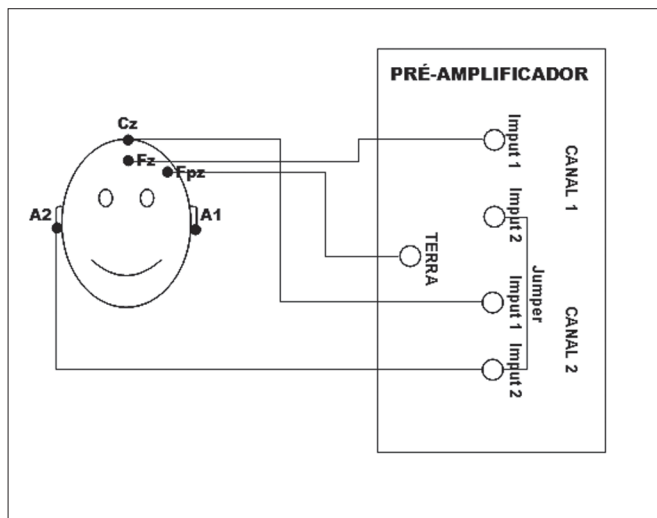 PRÉ-AMPLIFICADOR
Cz
Fz
Fpz
A2
A1
Imput 1
CANAL 1
Imput 2
TERRA
Jumper
Imput 1
CANAL 2
Imput 2